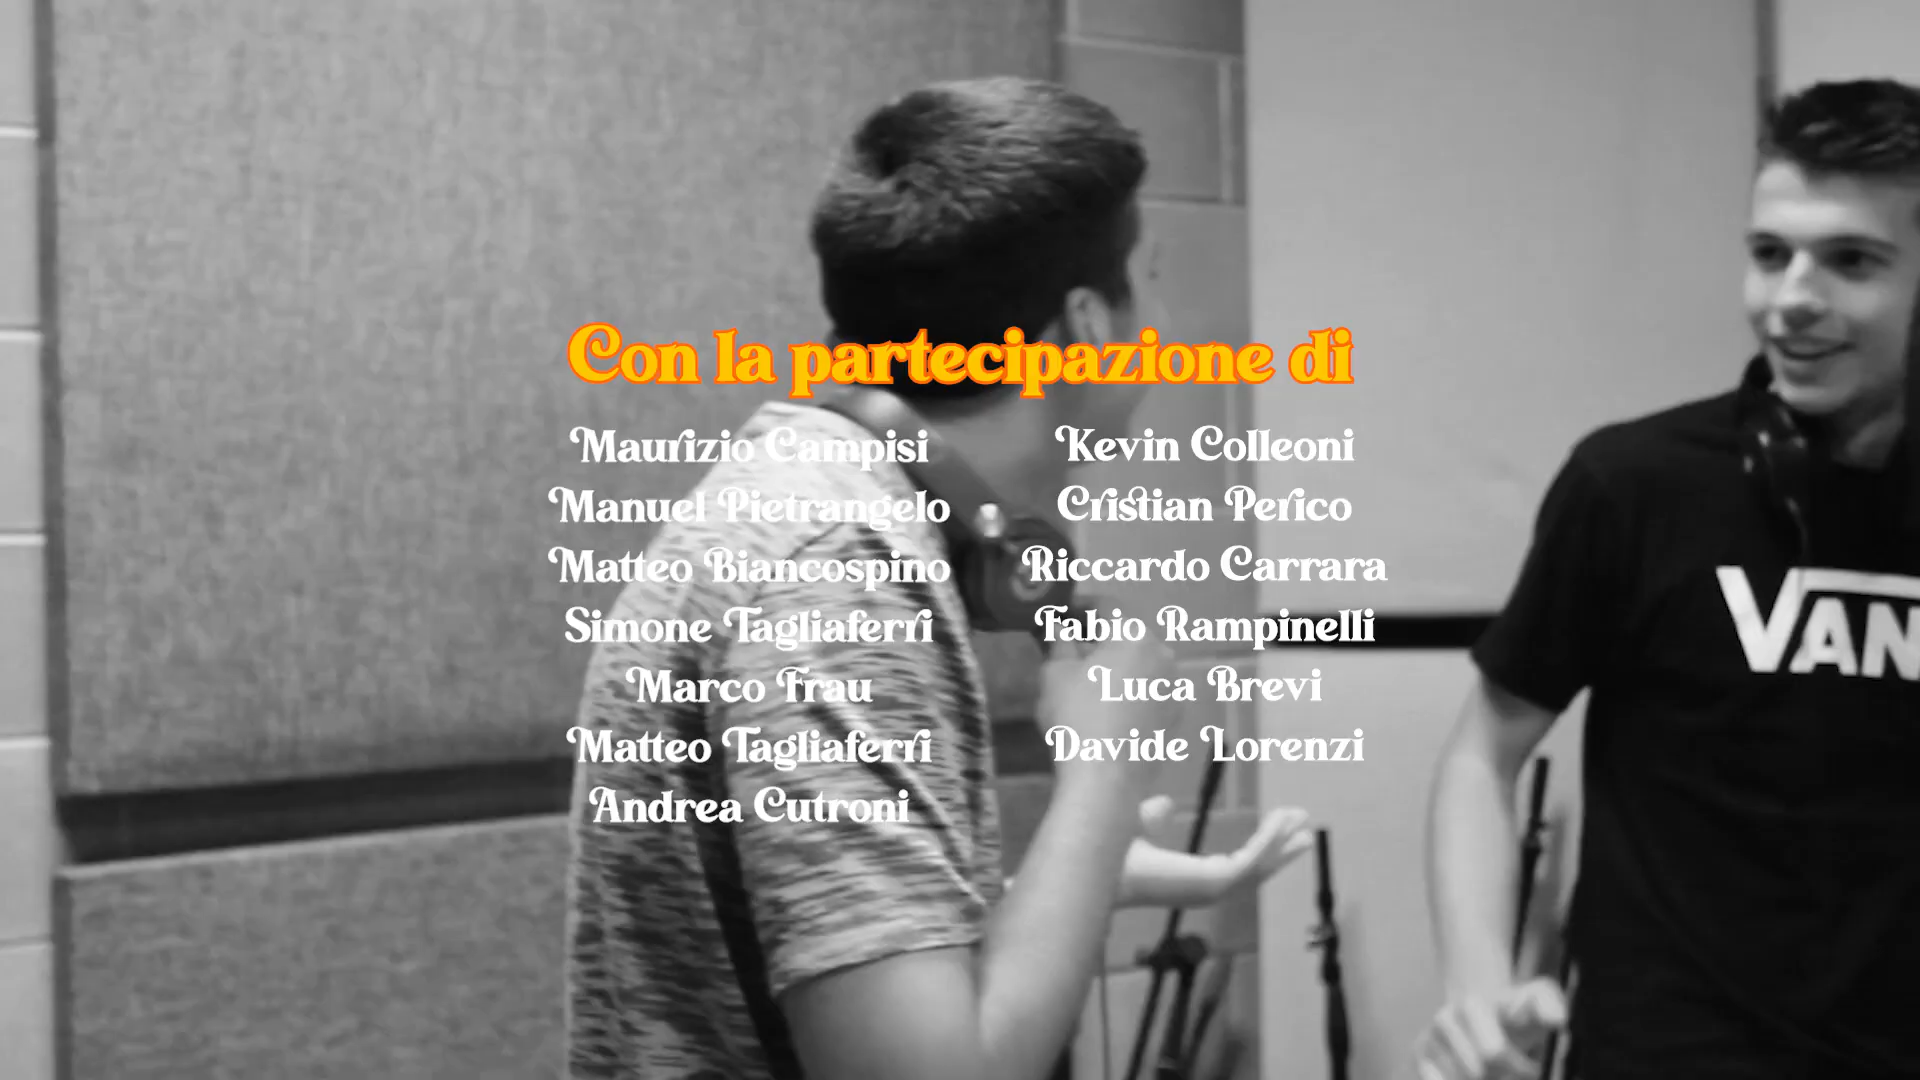 Con la partecipazione di
Maurizio Campisi
Manuel Pietrangelo
Matteo Biancospino
Simone Tagliaferri
Marco Frau
Matteo Tagliaferri
Andrea Cutroni
Kevin Colleoni
Cristian Perico
Riccardo Carrara
Fabio Rampinelli
Luca Brevi
Davide Lorenzi
VAN